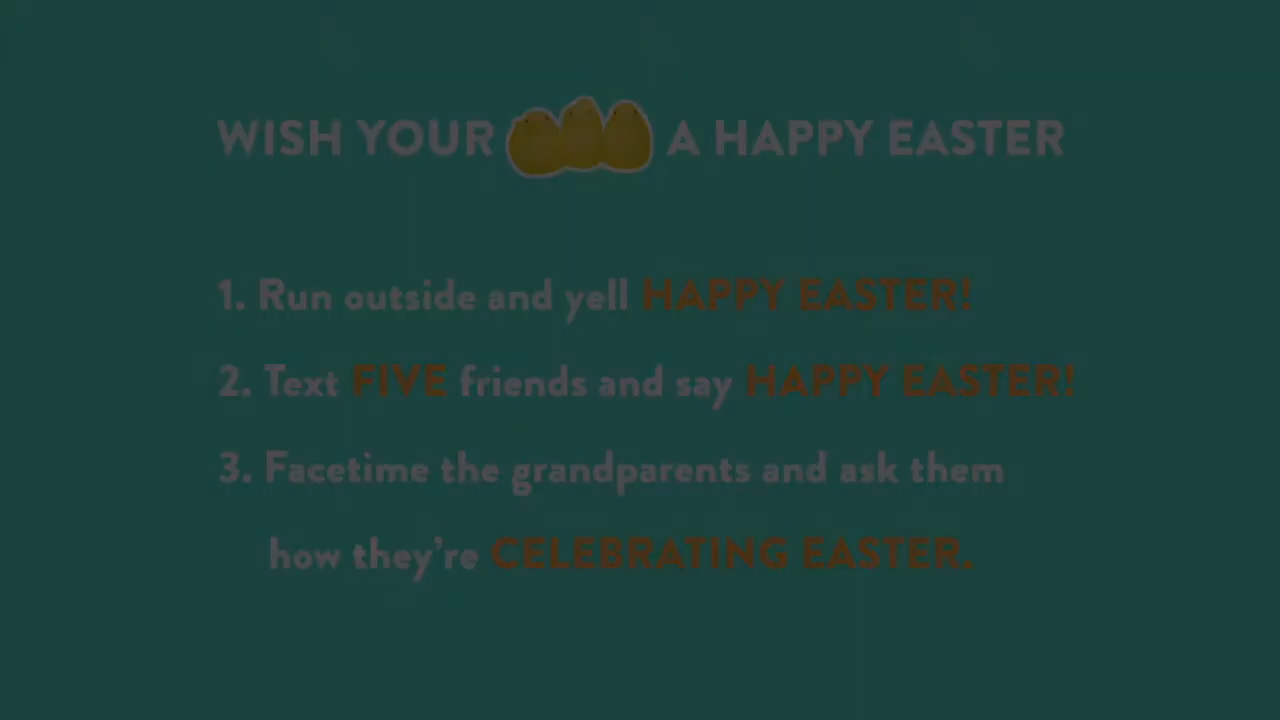 WISH YOUR A HAPPY EASTER
1. Run outside and yell HAPPY EASTER!
2. Text FIVE friends and say HAPPY EASTER!
3. Facetime the grandparents and ask them
how they're CELEBRATING EASTER.